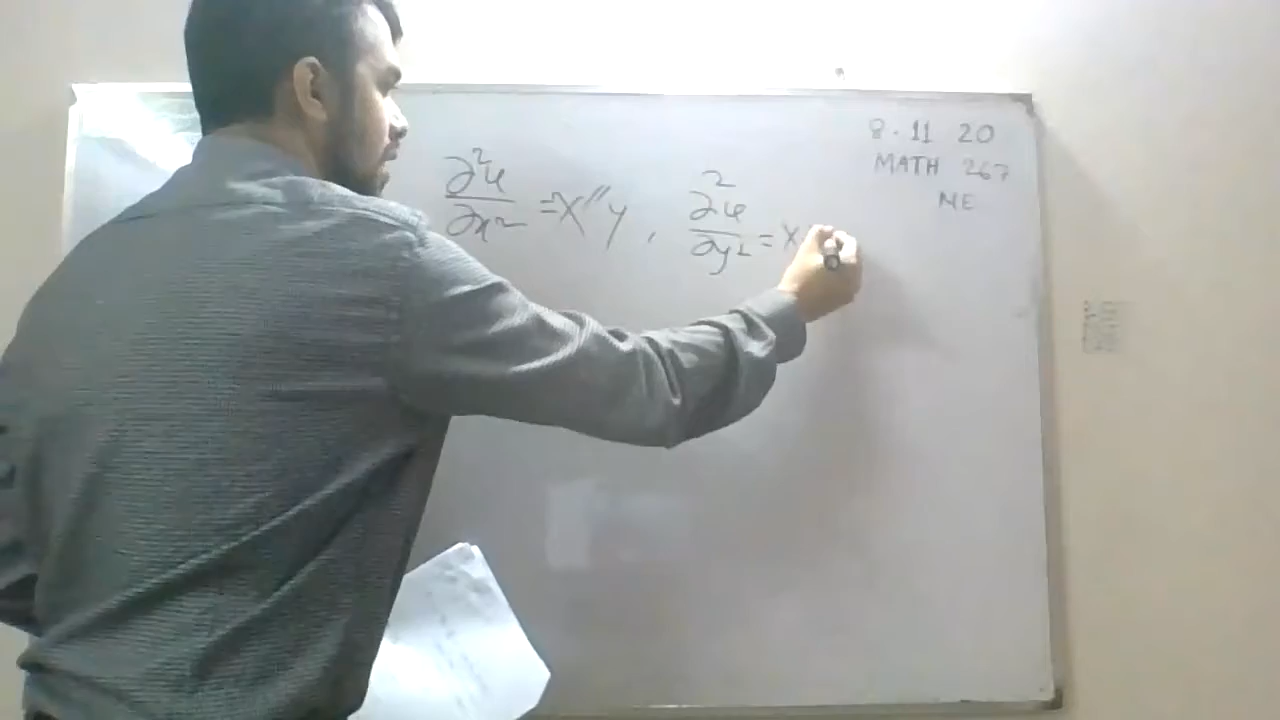 8.11 20
MATH 267
ME
∂²u/∂x² = X″y, ∂²u/∂y² = X